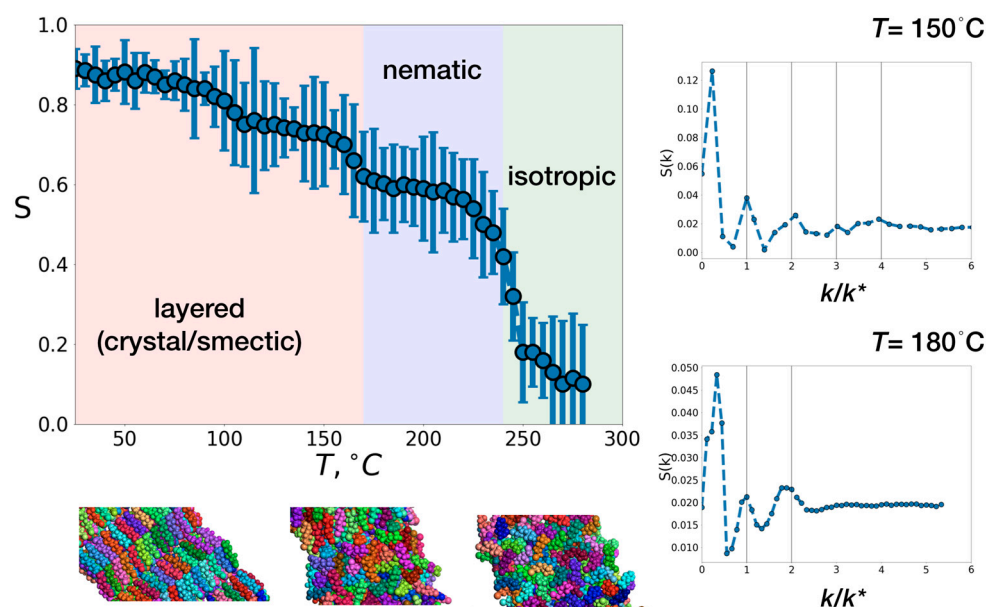 1.0
0.8
0.6
0.4
0.2
0.0
S
nematic
isotropic
layered
(crystal/smectic)
50 100 150 200 250 300
T, °C
T= 150°C
0.12
0.10
0.08
0.06
0.04
0.02
0.00
S(k)
0 1 2 3 4 5 6
k/k*
T= 180°C
0.050
0.045
0.040
0.035
0.030
0.025
0.020
0.015
0.010
S(k)
0 1 2 3 4 5 6
k/k*